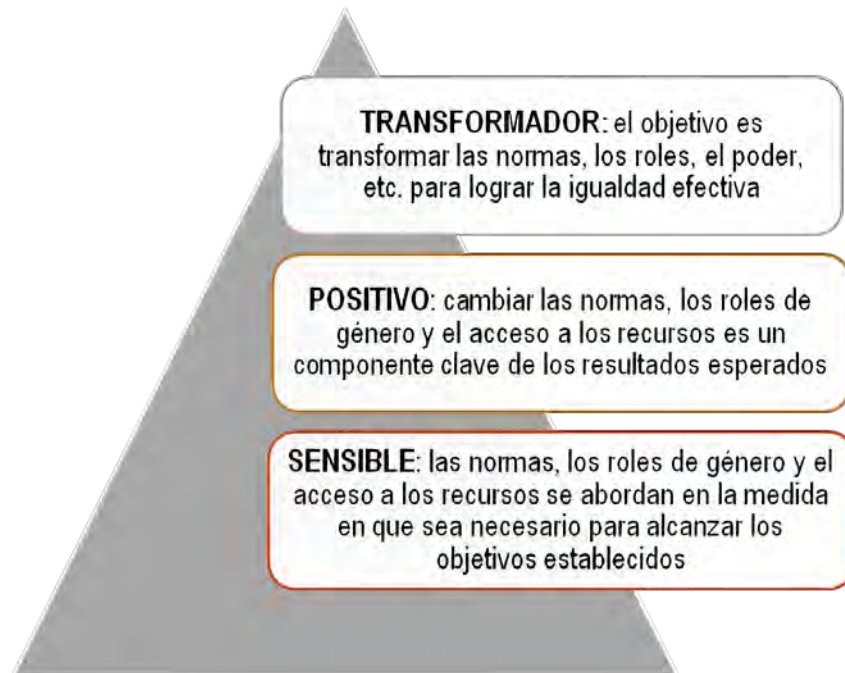 TRANSFORMADOR: el objetivo es
transformar las normas, los roles, el poder,
etc. para lograr la igualdad efectiva
POSITIVO: cambiar las normas, los roles de
género y el acceso a los recursos es un
componente clave de los resultados esperados
SENSIBLE: las normas, los roles de género y el
acceso a los recursos se abordan en la medida
en que sea necesario para alcanzar los
objetivos establecidos